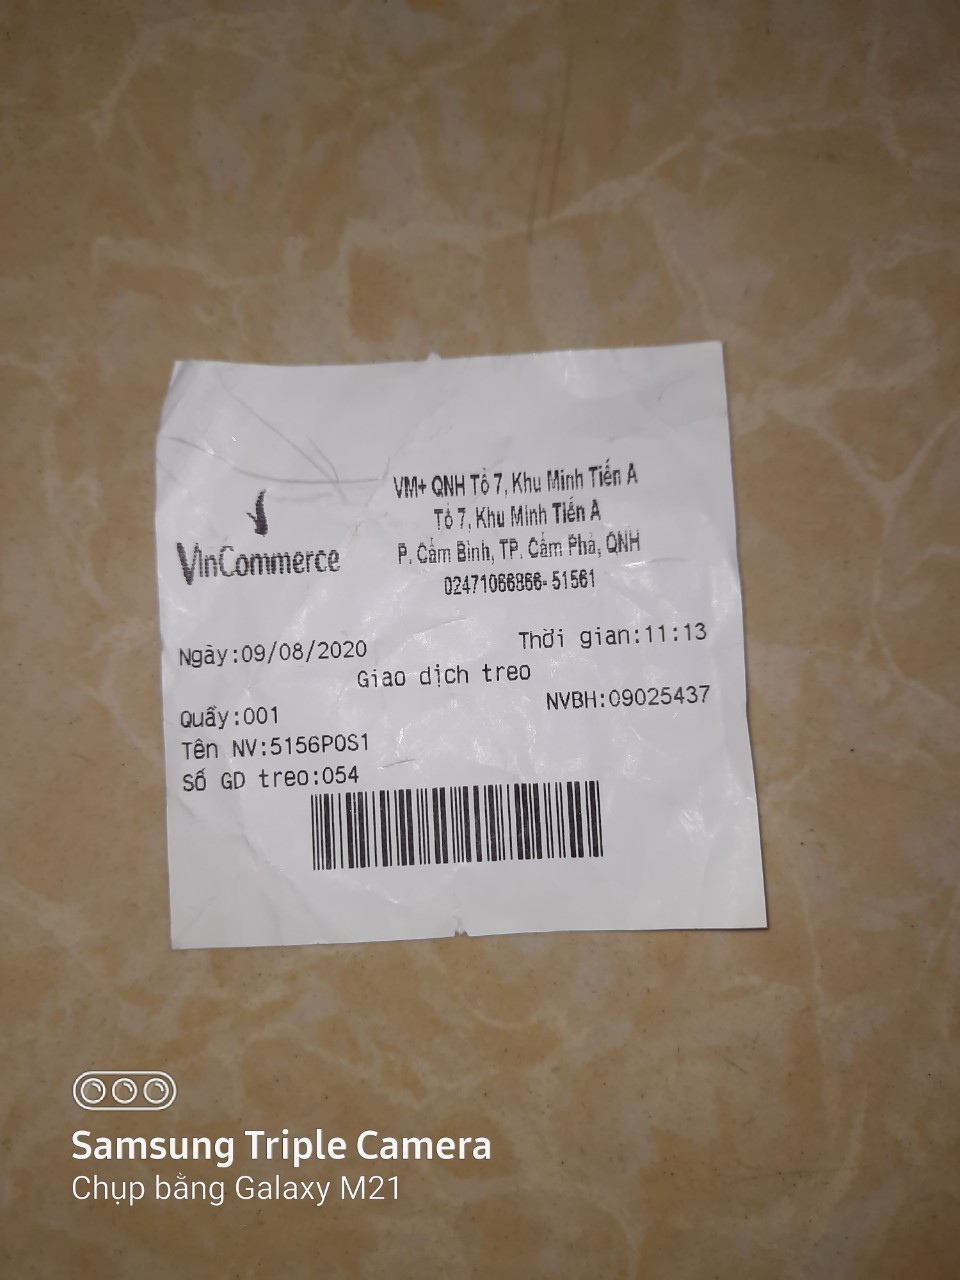 VinCommerce
VM+ QNH Tổ 7, Khu Minh Tiến A
Tổ 7, Khu Minh Tiến A
P. Cẩm Bình, TP. Cẩm Phả, QNH
02471066866- 51561
Ngày:09/08/2020 Thời gian:11:13
Giao dịch treo
Quầy:001 NVBH:09025437
Tên NV:5156POS1
Số GD treo:054
Samsung Triple Camera
Chụp bằng Galaxy M21